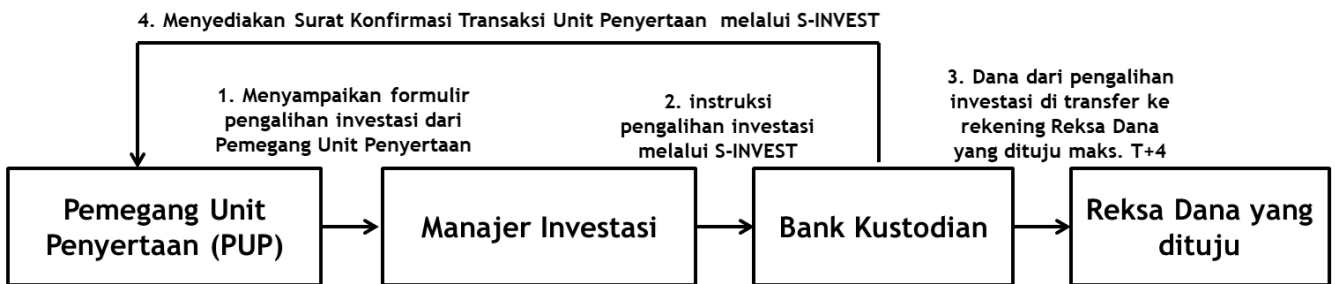 4. Menyediakan Surat Konfirmasi Transaksi Unit Penyertaan melalui S-INVEST
1. Menyampaikan formulir
pengalihan investasi dari
Pemegang Unit Penyertaan
2. instruksi
pengalihan investasi
melalui S-INVEST
3. Dana dari pengalihan
investasi di transfer ke
rekening Reksa Dana
yang dituju maks. T+4
Pemegang Unit
Penyertaan (PUP)
Manajer Investasi
Bank Kustodian
Reksa Dana yang
dituju